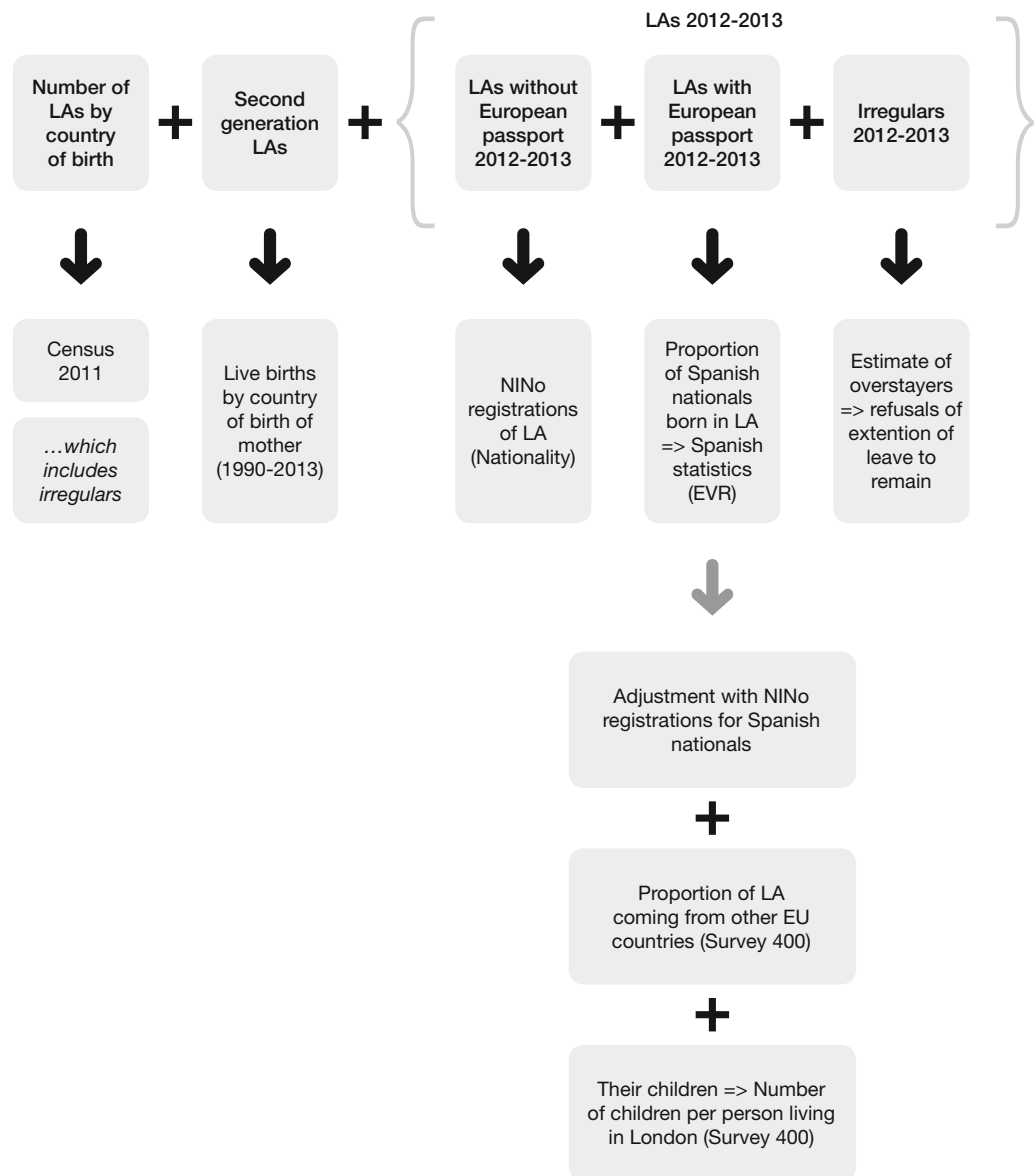 LAs 2012-2013
Number of
LAs by
country
of birth
+
Second
generation
LAs
+
LAs without
European
passport
2012-2013
+
LAs with
European
passport
2012-2013
+
Irregulars
2012-2013
Census
2011
...which
includes
irregulars
Live births
by country
of birth of
mother
(1990-2013)
NINo
registrations
of LA
(Nationality)
Proportion
of Spanish
nationals
born in LA
=> Spanish
statistics
(EVR)
Estimate of
overstayers
=> refusals of
extention of
leave to
remain
Adjustment with NINo
registrations for Spanish
nationals
+
Proportion of LA
coming from other EU
countries (Survey 400)
+
Their children => Number
of children per person living
in London (Survey 400)